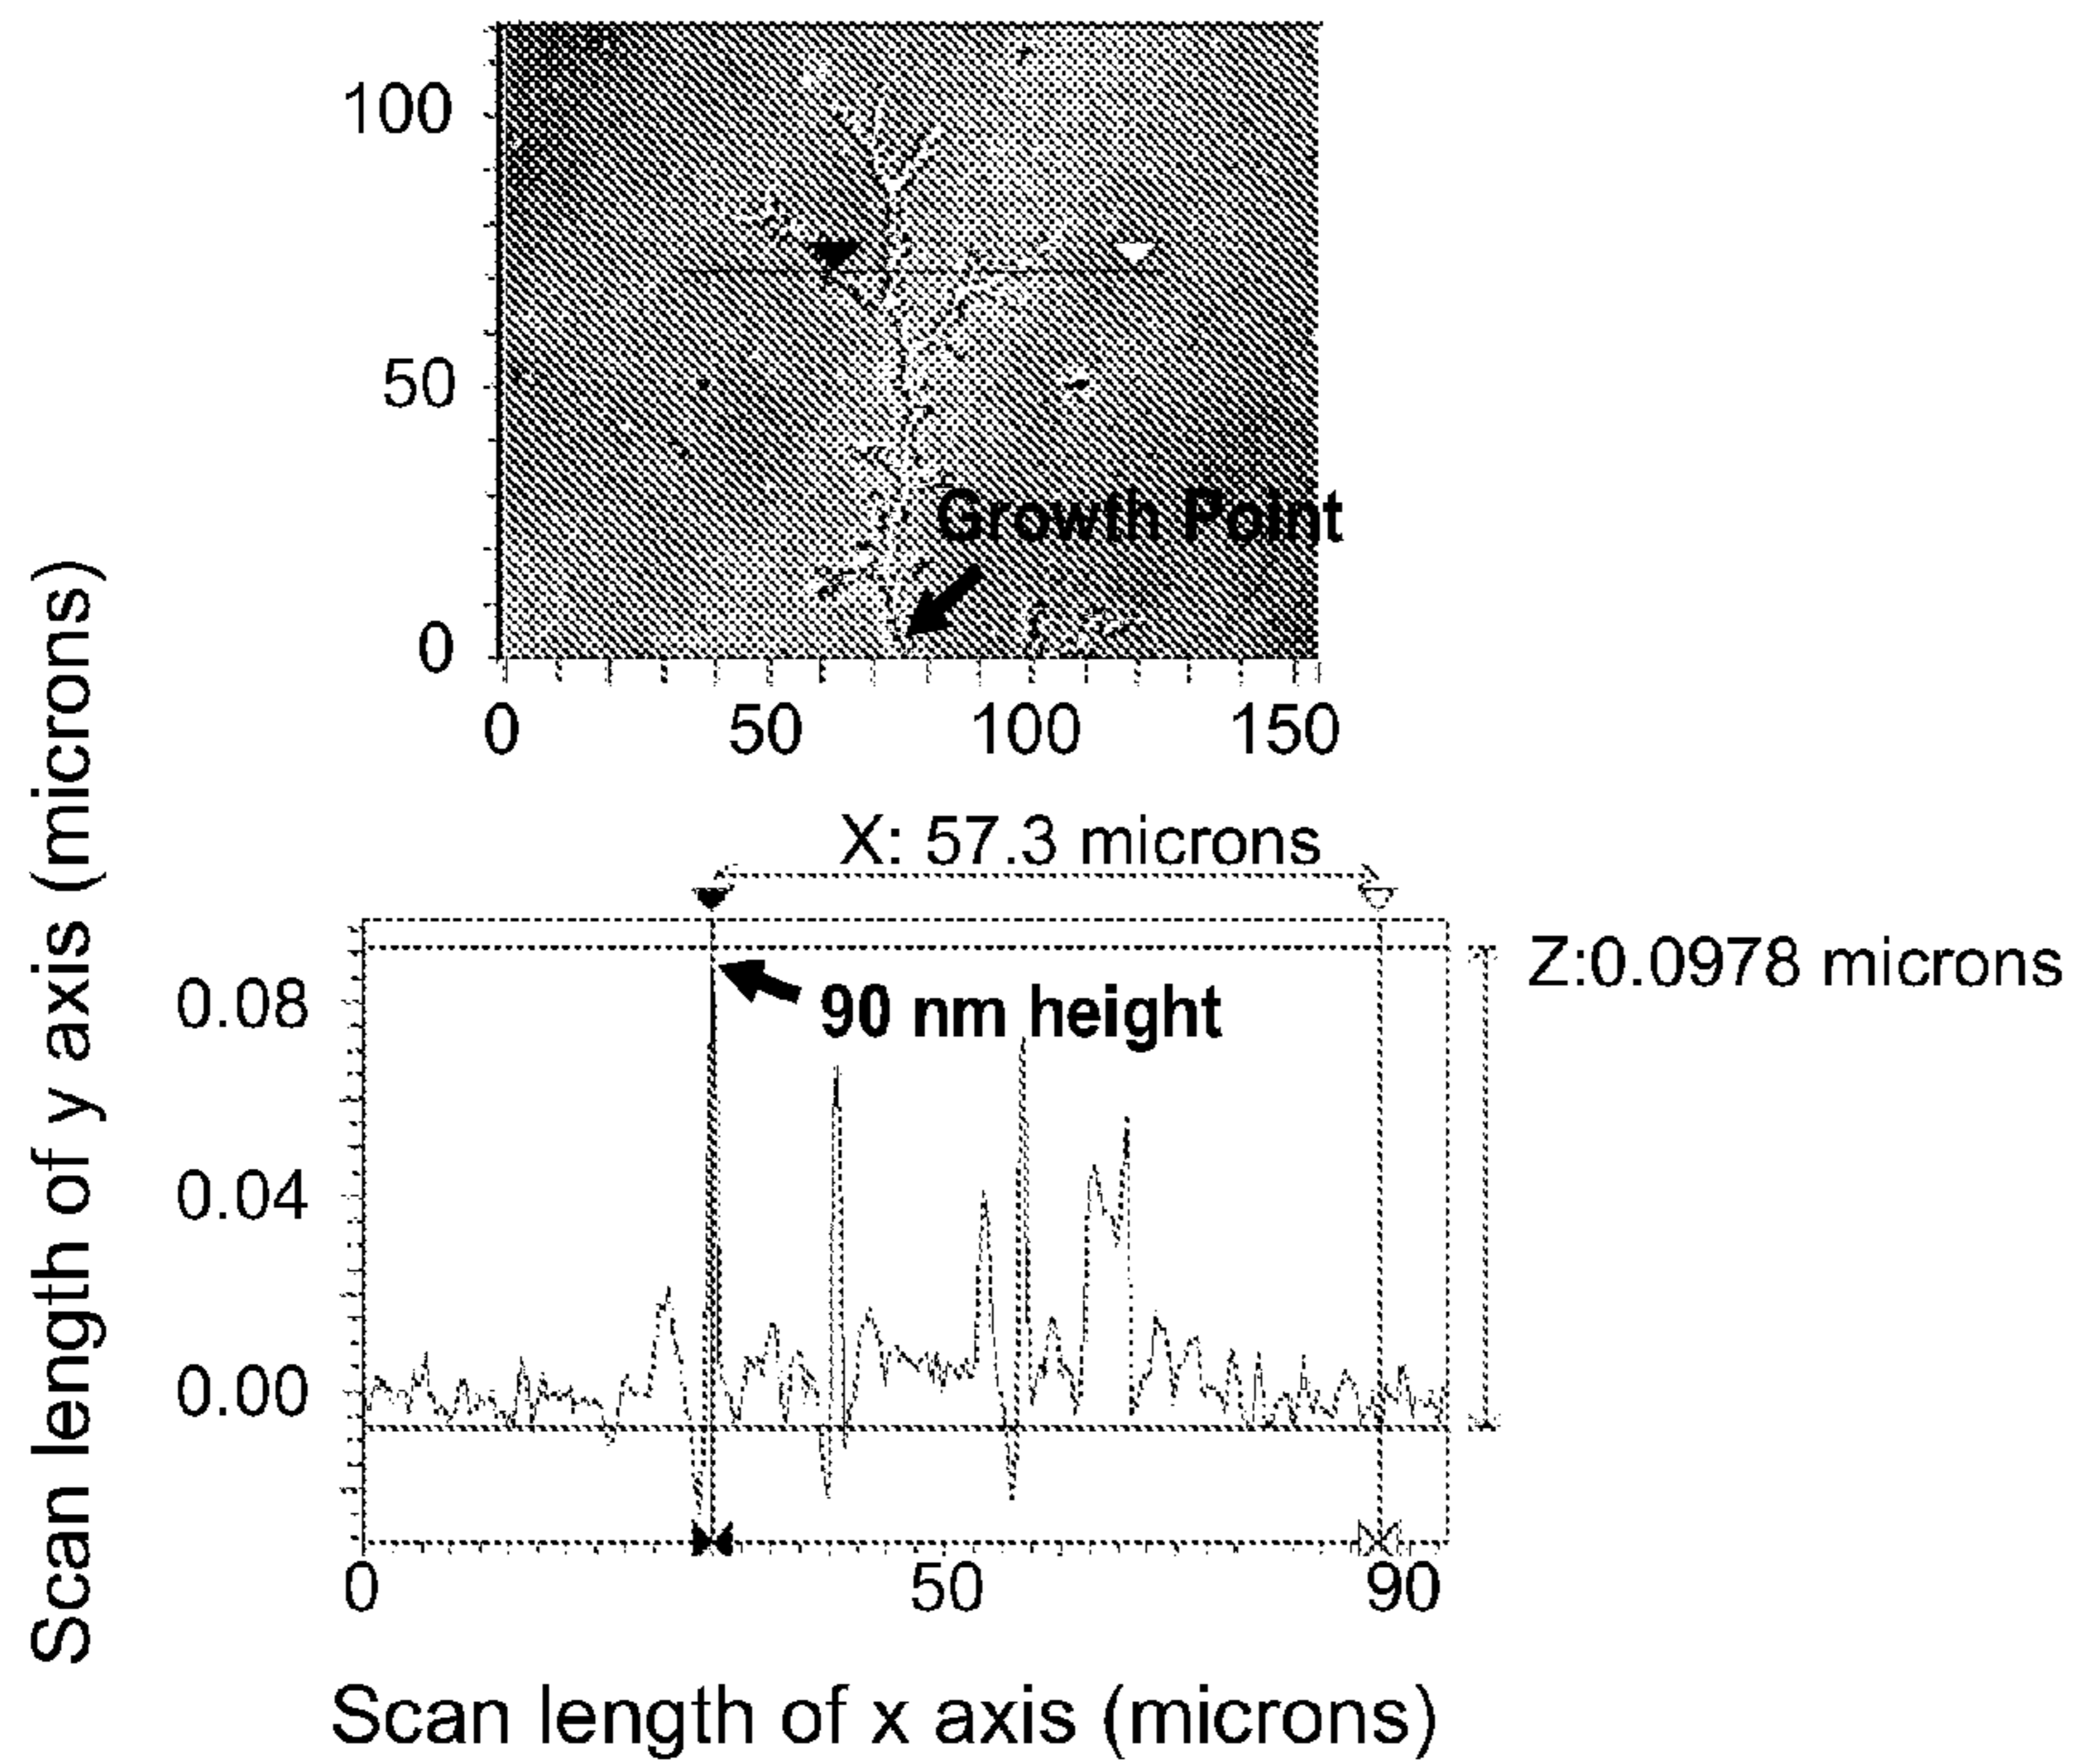 100
50
Growth Point
0
0 50 100 150
X: 57.3 microns
Z:0.0978 microns
0.08
90 nm height
0.04
0.00
0 50 90
Scan length of y axis (microns)
Scan length of x axis (microns)